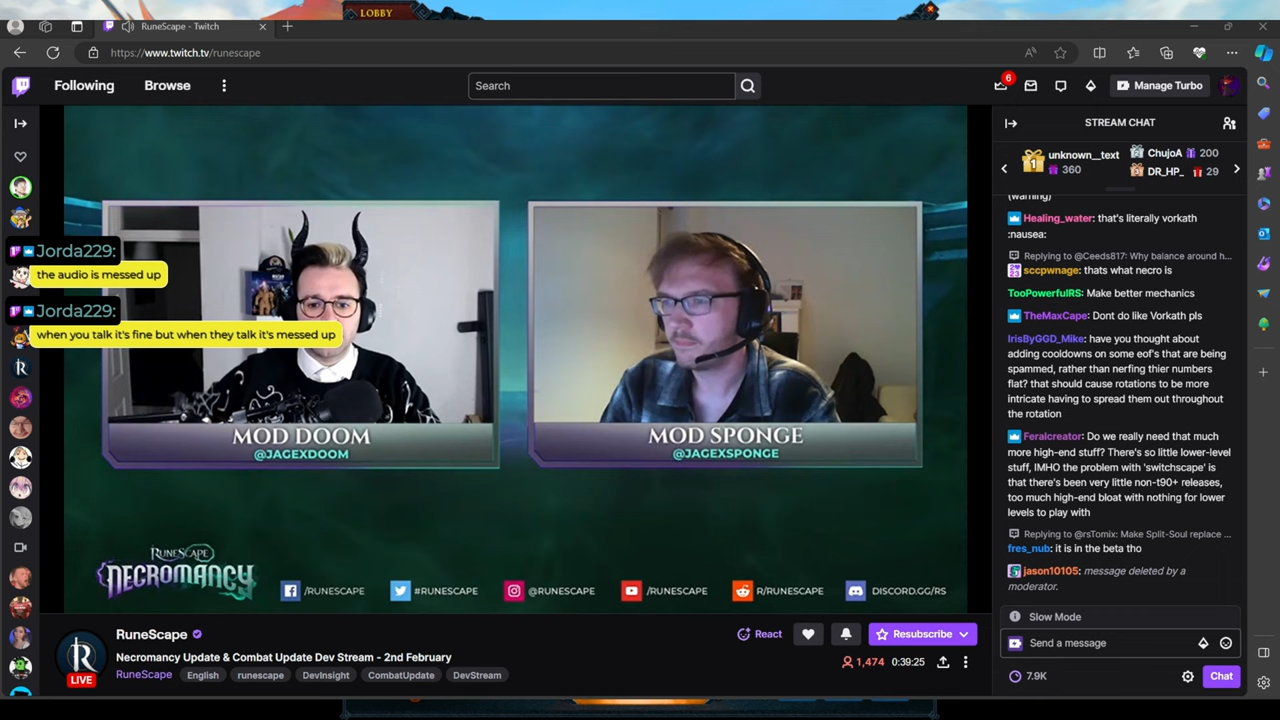 LOBBY
RuneScape - Twitch
https://www.twitch.tv/runescape
Following
Browse
Search
6
Manage Turbo
STREAM CHAT
unknown__text
360
ChujoA 200
DR_HP_ 29
(warning)
Healing_water: that's literally vorkath
:nausea:
Replying to @Ceeds817: Why balance around h...
sccpwnage: thats what necro is
TooPowerfulRS: Make better mechanics
TheMaxCape: Dont do like Vorkath pls
IrisByGGD_Mike: have you thought about
adding cooldowns on some eof's that are being
spammed, rather than nerfing thier numbers
flat? that should cause rotations to be more
intricate having to spread them out throughout
the rotation
Feralcreator: Do we really need that much
more high-end stuff? There's so little lower-level
stuff, IMHO the problem with 'switchscape' is
that there's been very little non-t90+ releases,
too much high-end bloat with nothing for lower
levels to play with
Replying to @rsTomix: Make Split-Soul replace ...
fres_nub: it is in the beta tho
jason10105: message deleted by a
moderator.
Slow Mode
Send a message
7.9K
Chat
Jorda229:
the audio is messed up
Jorda229:
when you talk it's fine but when they talk it's messed up
MOD DOOM
@JAGEXDOOM
MOD SPONGE
@JAGEXSPONGE
RUNESCAPE
NECROMANCY
/RUNESCAPE
#RUNESCAPE
@RUNESCAPE
/RUNESCAPE
R/RUNESCAPE
DISCORD.GG/RS
LIVE
RuneScape
React
Resubscribe
Necromancy Update & Combat Update Dev Stream - 2nd February
1,474
0:39:25
RuneScape
English
runescape
DevInsight
CombatUpdate
DevStream